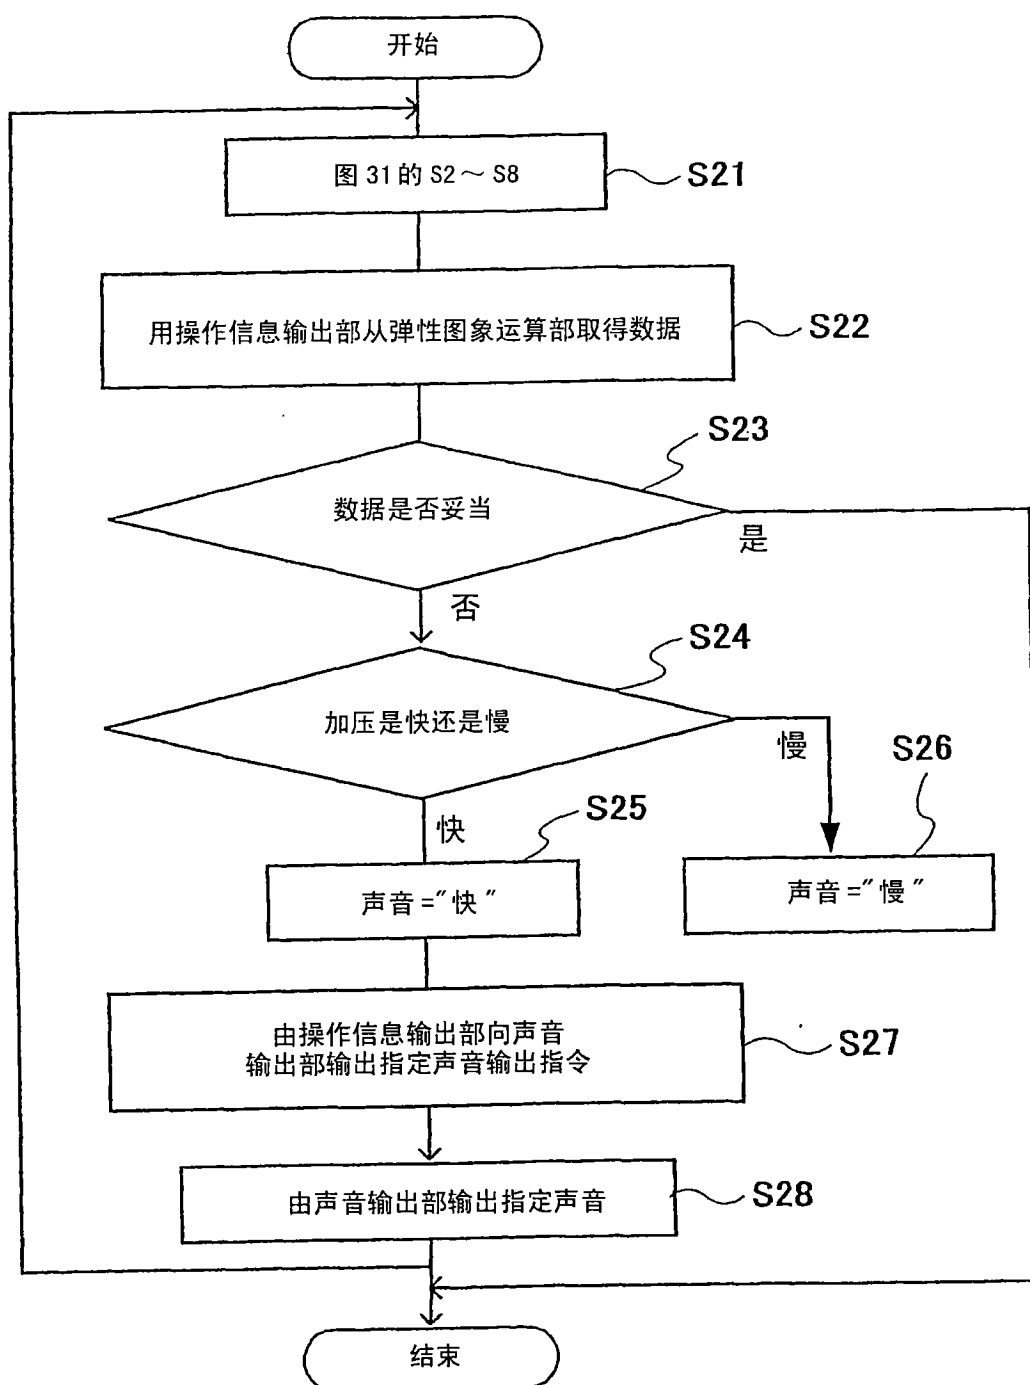 开始
图 31 的 S2～ S8
S21
用操作信息输出部从弹性图象运算部取得数据
S22
S23
数据是否妥当
是
否
S24
加压是快还是慢
慢
S26
S25
快
声音 =″快″
声音 =″慢″
由操作信息输出部向声音
输出部输出指定声音输出指令
S27
由声音输出部输出指定声音
S28
结束